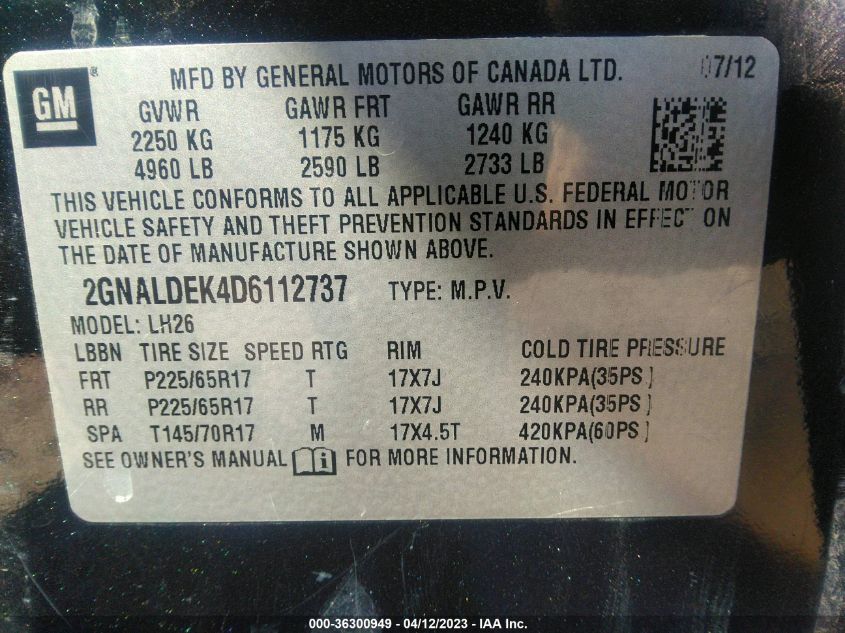 MFD BY GENERAL MOTORS OF CANADA LTD. 07/12
GM ®
GVWR GAWR FRT GAWR RR
2250 KG 1175 KG 1240 KG
4960 LB 2590 LB 2733 LB
THIS VEHICLE CONFORMS TO ALL APPLICABLE U.S. FEDERAL MOTOR
VEHICLE SAFETY AND THEFT PREVENTION STANDARDS IN EFFECT ON
THE DATE OF MANUFACTURE SHOWN ABOVE.
2GNALDEK4D6112737 TYPE: M.P.V.
MODEL: LH26
LBBN TIRE SIZE SPEED RTG RIM COLD TIRE PRESSURE
FRT P225/65R17 T 17X7J 240KPA(35PS )
RR P225/65R17 T 17X7J 240KPA(35PS )
SPA T145/70R17 M 17X4.5T 420KPA(60PS )
SEE OWNER'S MANUAL i FOR MORE INFORMATION.
000-36300949 - 04/12/2023 - IAA Inc.